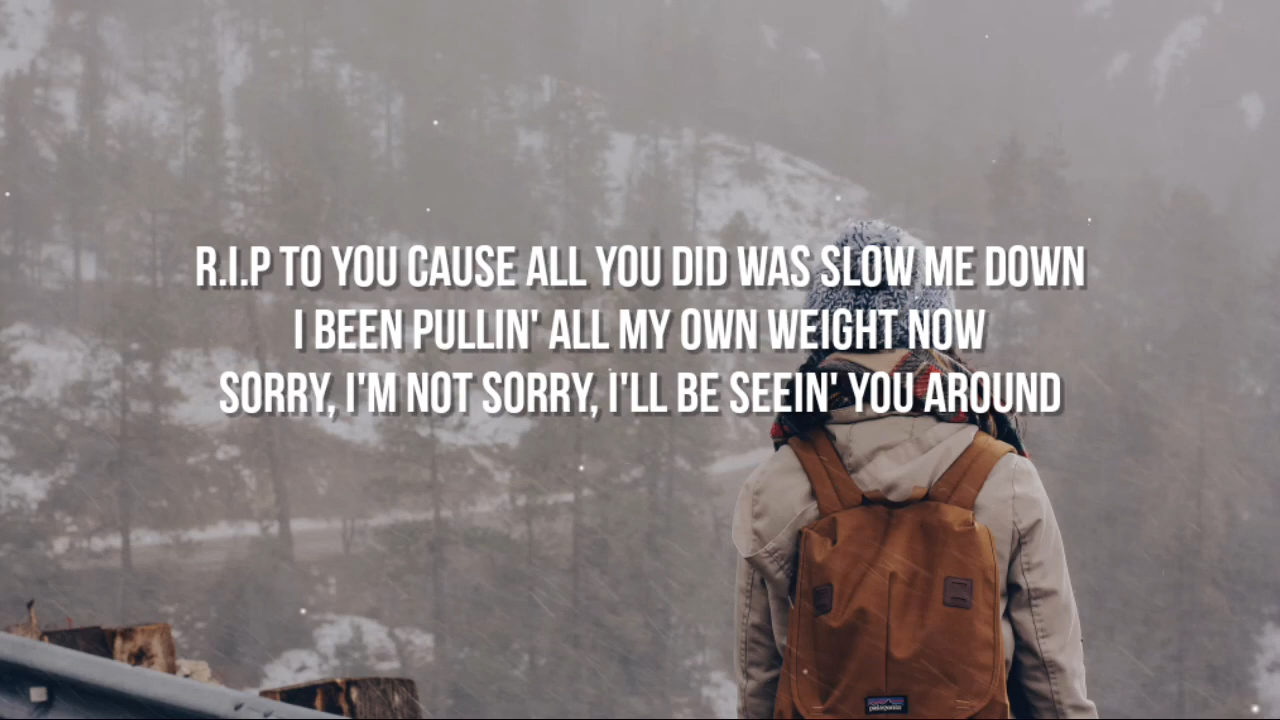 R.I.P TO YOU CAUSE ALL YOU DID WAS SLOW ME DOWN
I BEEN PULLIN' ALL MY OWN WEIGHT NOW
SORRY, I'M NOT SORRY, I'LL BE SEEIN' YOU AROUND
patagonia